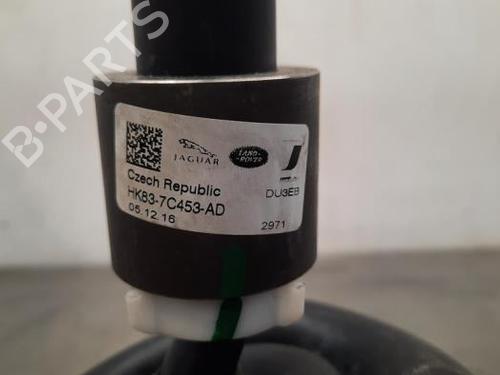 B-PARTS
JAGUAR
LAND-
ROVER
Czech Republic
DU3EB
HK83-7C453-AD
05.12.16
2971